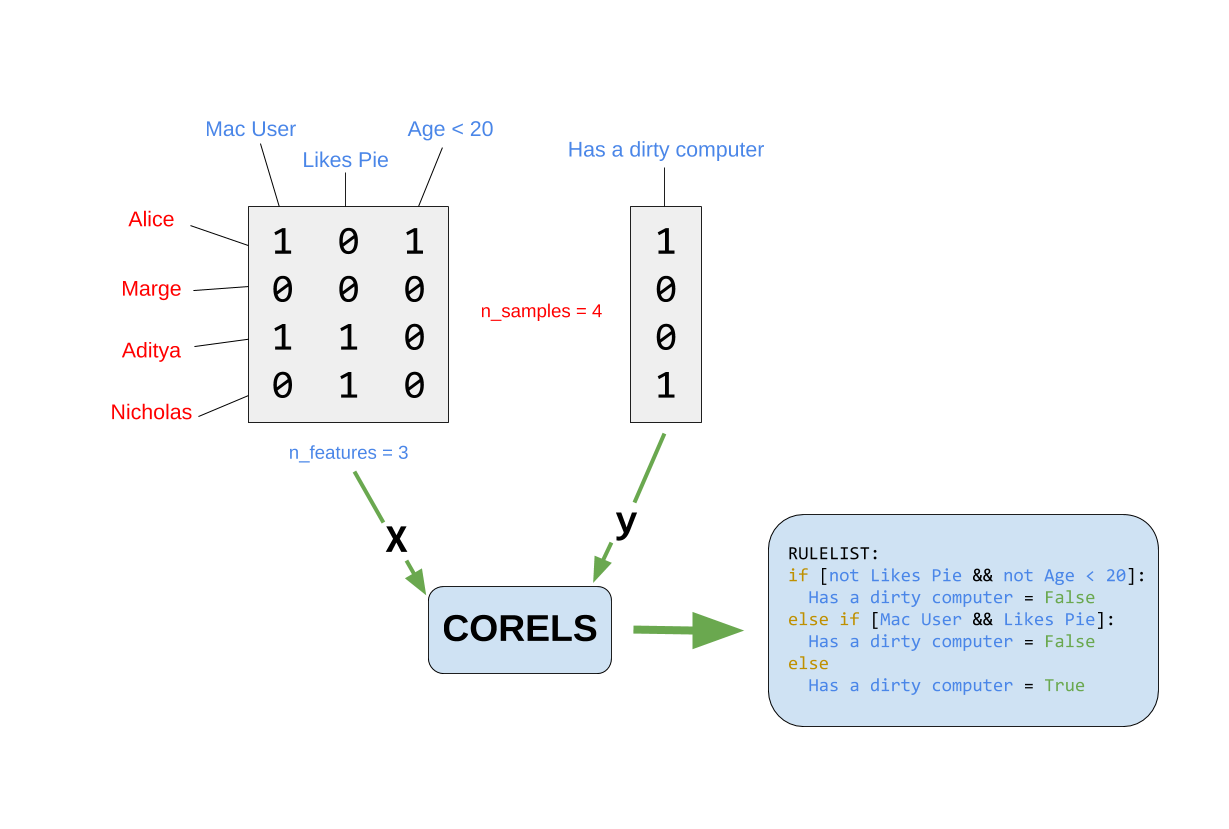 Mac User
Likes Pie
Age < 20
Has a dirty computer
Alice
Marge
Aditya
Nicholas
1 0 1
0 0 0
1 1 0
0 1 0
n_samples = 4
1
0
0
1
n_features = 3
X
y
CORELS
RULELIST:
if [not Likes Pie && not Age < 20]:
Has a dirty computer = False
else if [Mac User && Likes Pie]:
Has a dirty computer = False
else
Has a dirty computer = True